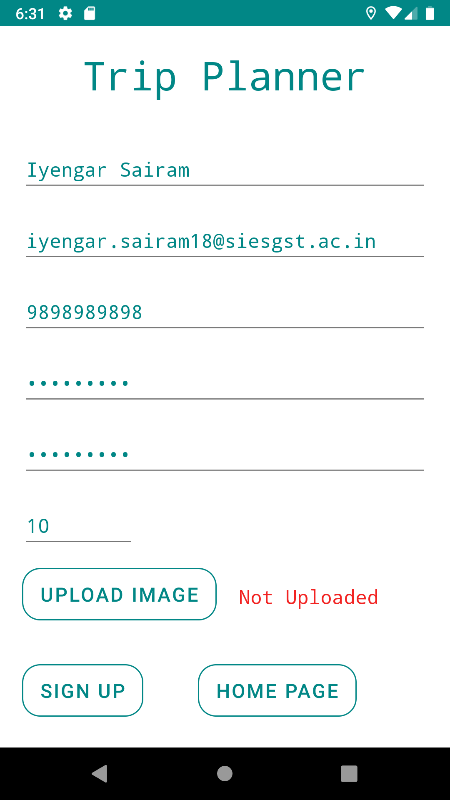 6:31
Trip Planner
Iyengar Sairam
iyengar.sairam18@siesgst.ac.in
9898989898
•••••••••
•••••••••
10
UPLOAD IMAGE Not Uploaded
SIGN UP HOME PAGE